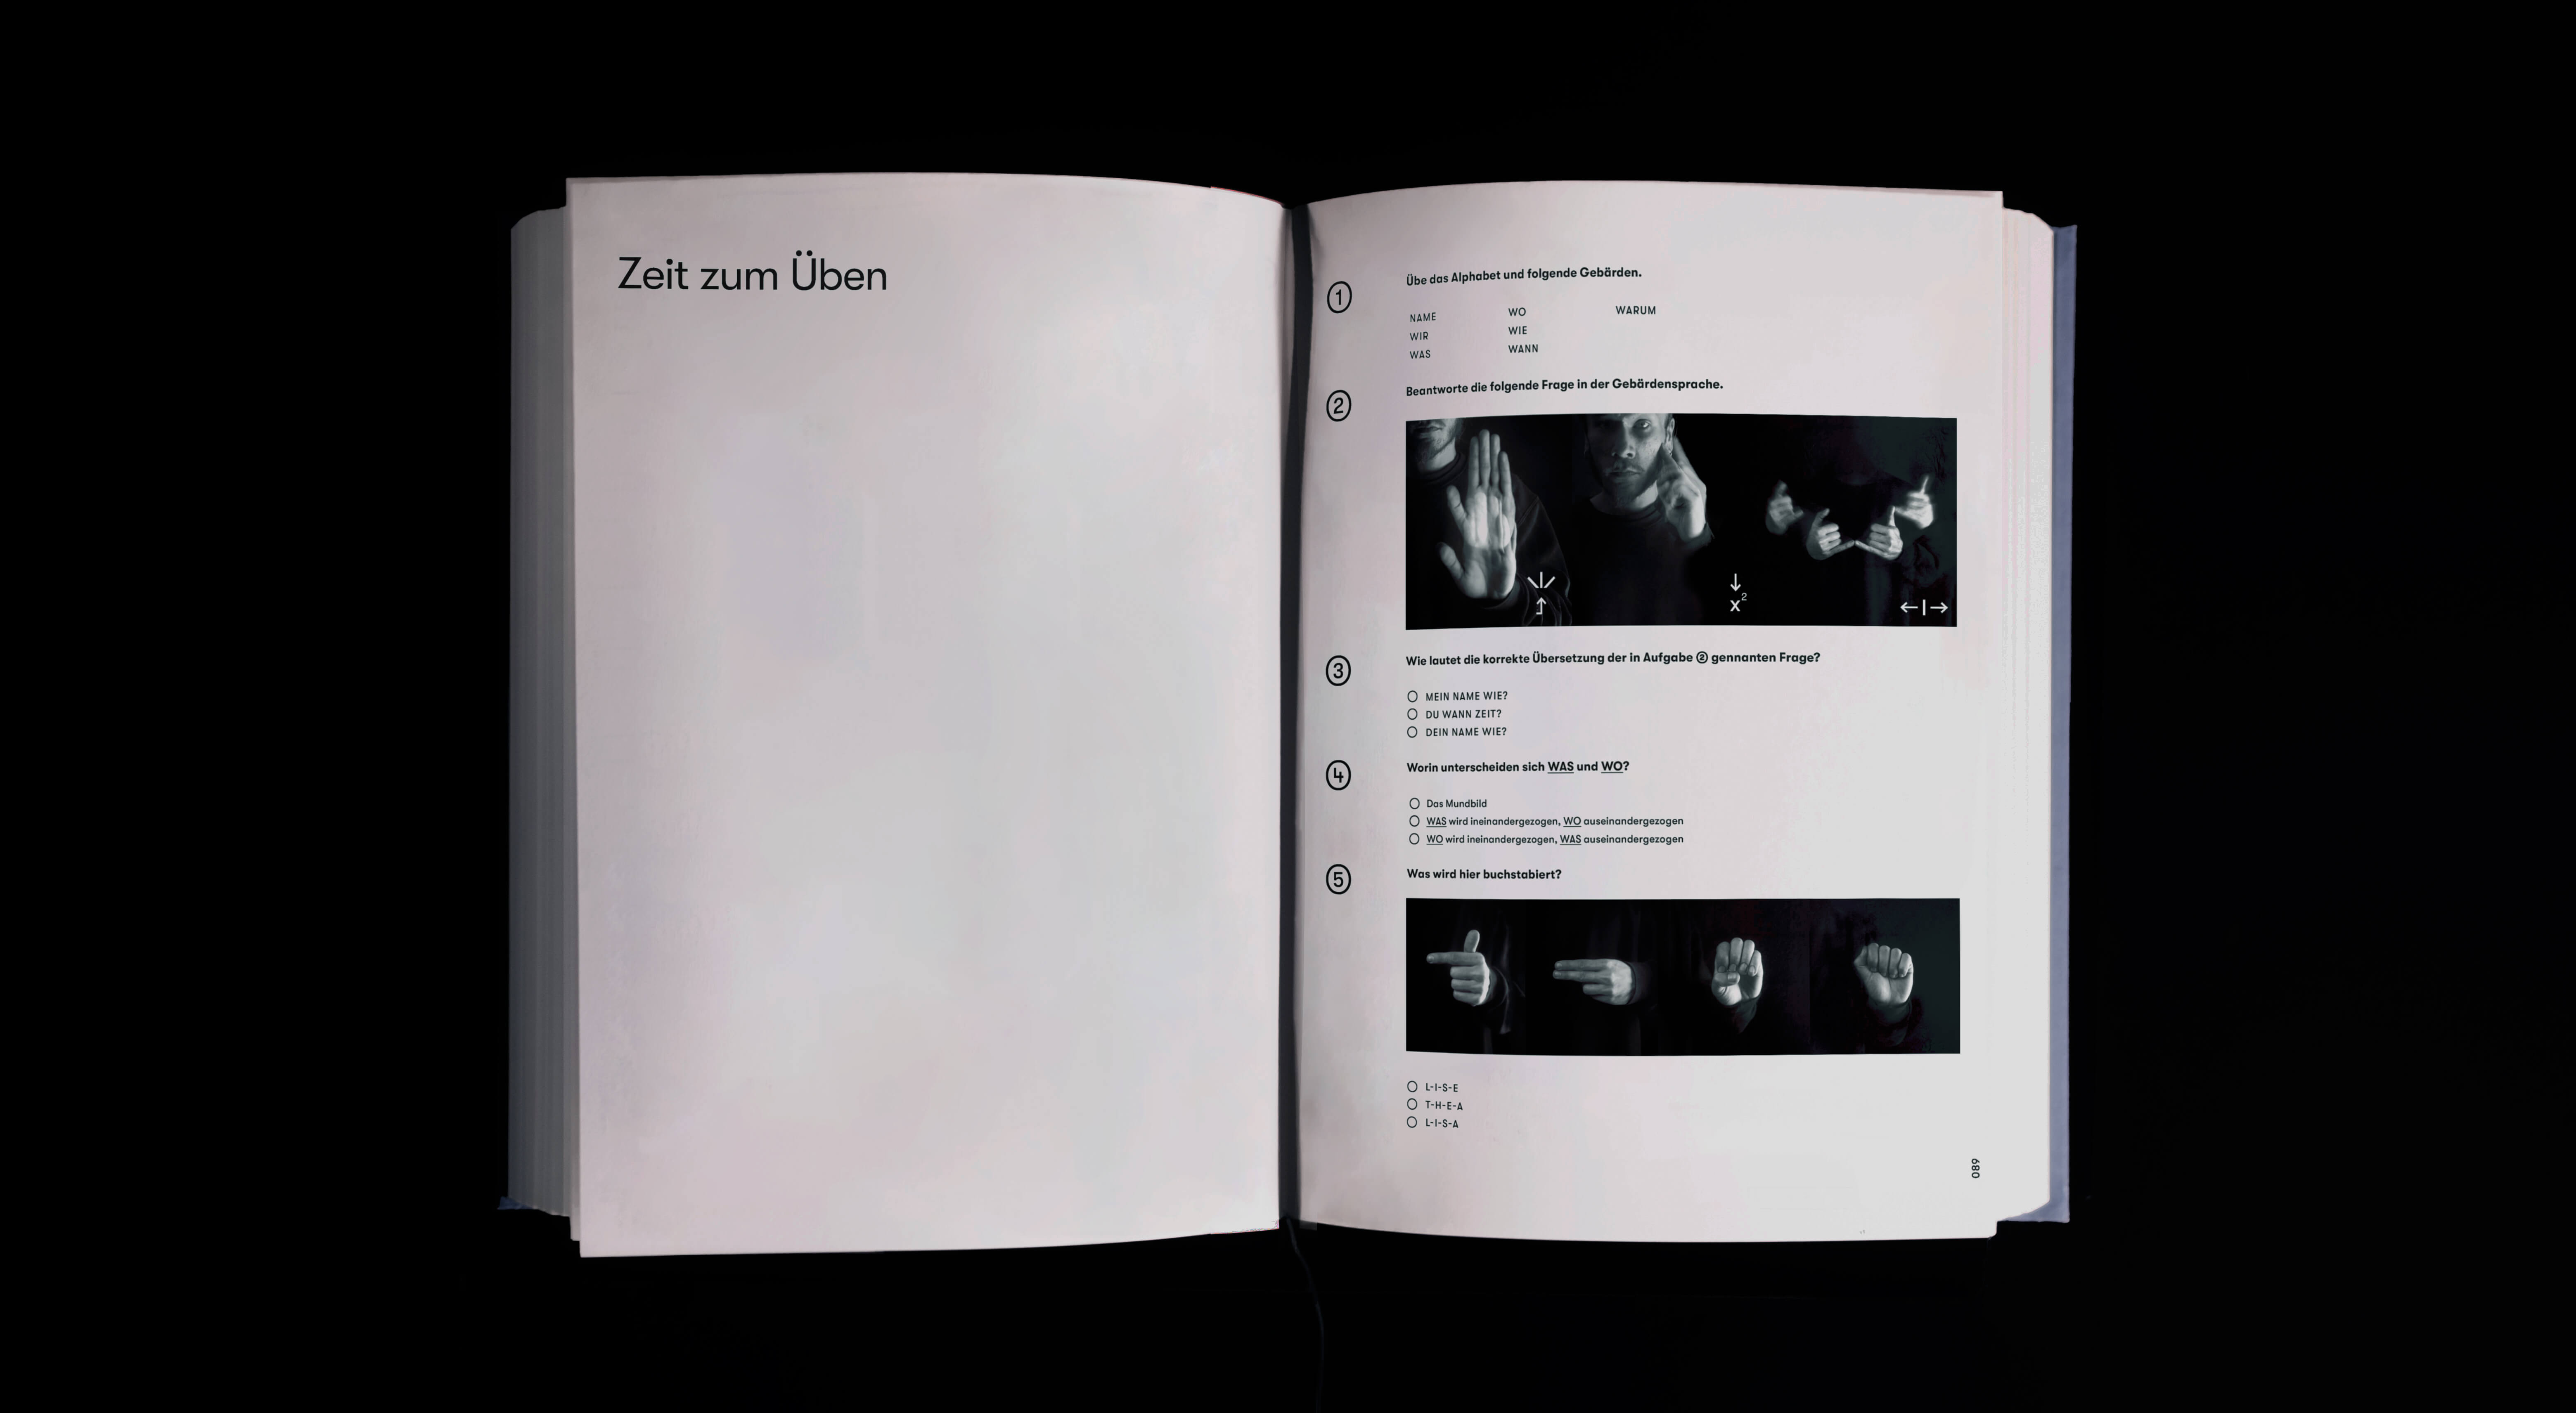 Zeit zum Üben
1
Übe das Alphabet und folgende Gebärden.
NAME
WIR
WAS
WO
WIE
WANN
WARUM
2
Beantworte die folgende Frage in der Gebärdensprache.
x²
3
Wie lautet die korrekte Übersetzung der in Aufgabe ② gennanten Frage?
MEIN NAME WIE?
DU WANN ZEIT?
DEIN NAME WIE?
4
Worin unterscheiden sich WAS und WO?
Das Mundbild
WAS wird ineinandergezogen, WO auseinandergezogen
WO wird ineinandergezogen, WAS auseinandergezogen
5
Was wird hier buchstabiert?
L-I-S-E
T-H-E-A
L-I-S-A
089